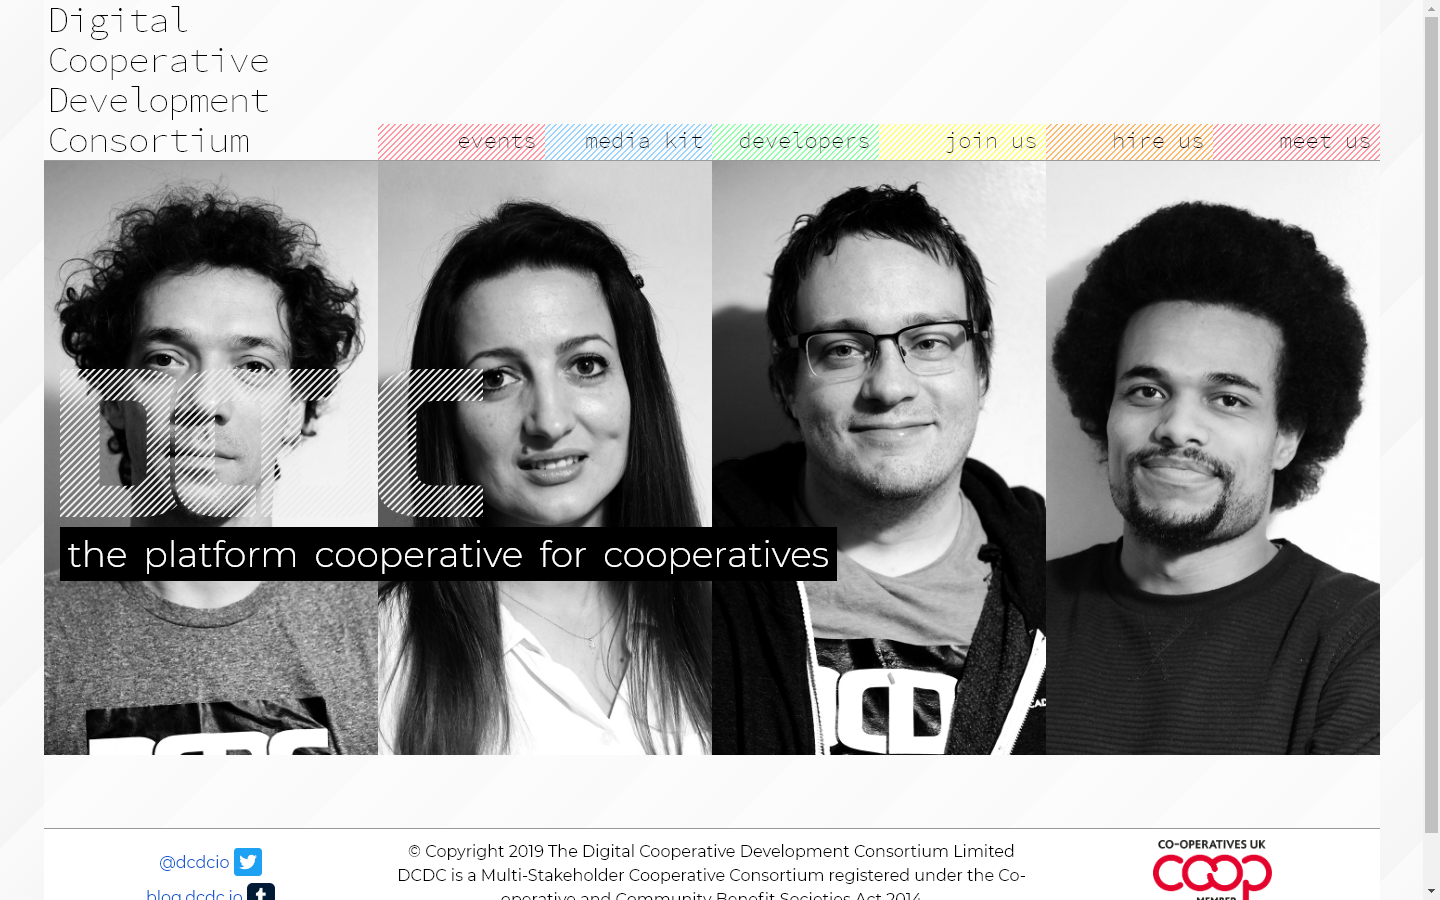 Digital
Cooperative
Development
Consortium
events media kit developers join us hire us meet us
DCDC
the platform cooperative for cooperatives
DCDC
DCDC
@dcdcio
blog.dcdc.io
© Copyright 2019 The Digital Cooperative Development Consortium Limited
DCDC is a Multi-Stakeholder Cooperative Consortium registered under the Co-
operative and Community Benefit Societies Act 2014
CO-OPERATIVES UK
coop
MEMBER